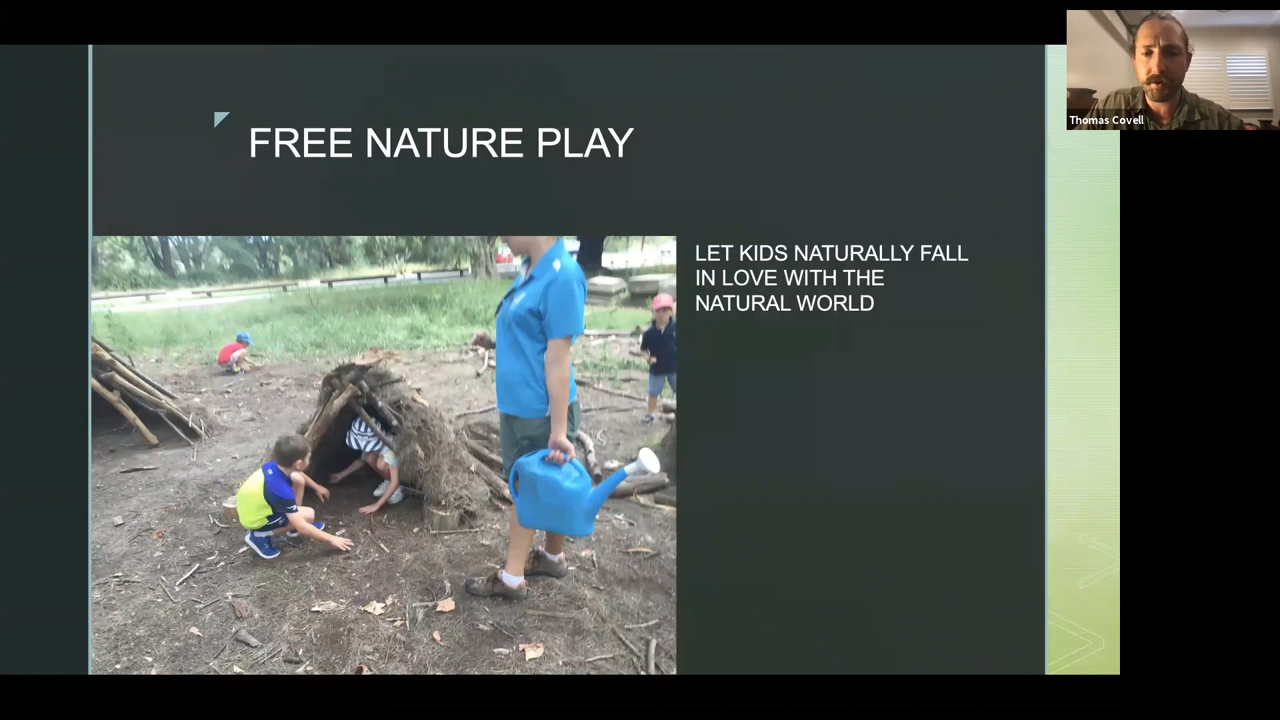 Thomas Covell
FREE NATURE PLAY
LET KIDS NATURALLY FALL
IN LOVE WITH THE
NATURAL WORLD